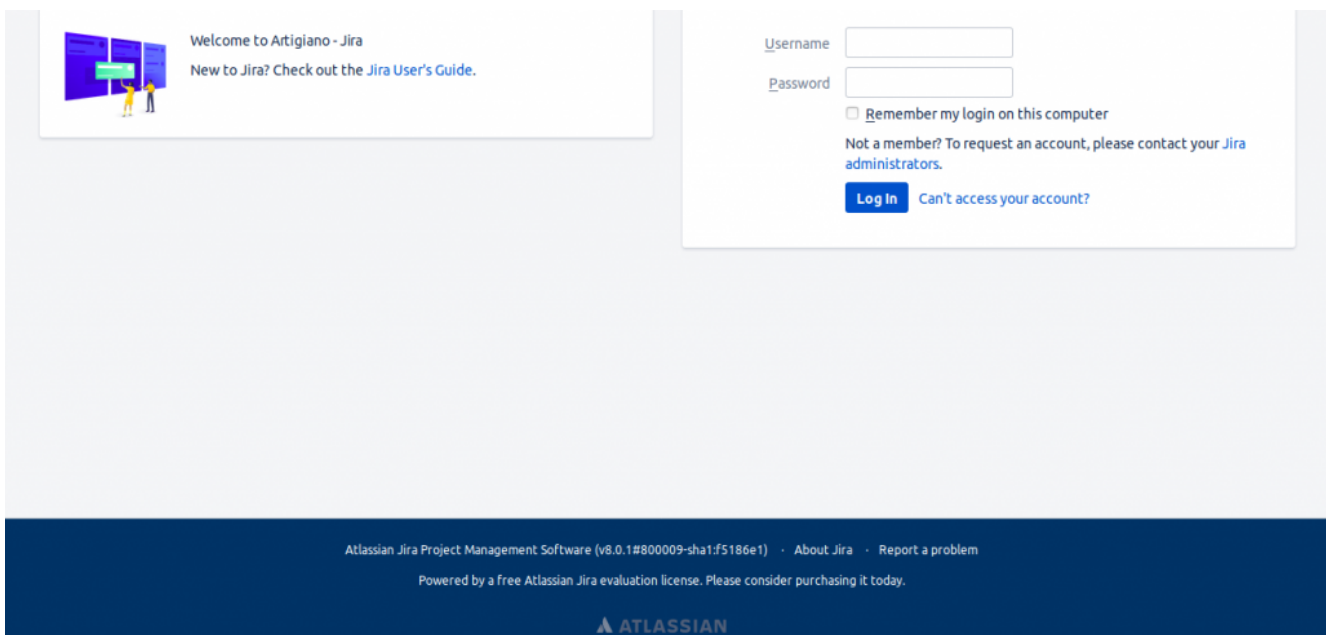 Welcome to Artigiano - Jira
New to Jira? Check out the Jira User's Guide.
Username
Password
Remember my login on this computer
Not a member? To request an account, please contact your Jira
administrators.
Log In Can't access your account?
Atlassian Jira Project Management Software (v8.0.1#800009-sha1:f5186e1) · About Jira · Report a problem
Powered by a free Atlassian Jira evaluation license. Please consider purchasing it today.
ATLASSIAN